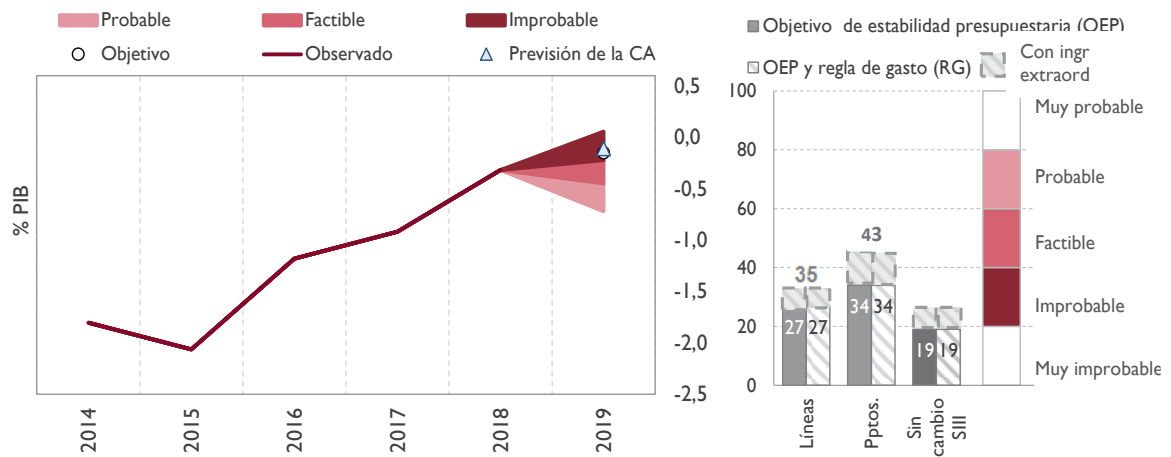 Probable
Factible
Improbable
Objetivo
Observado
Previsión de la CA
% PIB
0,5
0,0
-0,5
-1,0
-1,5
-2,0
-2,5
2014
2015
2016
2017
2018
2019
Objetivo de estabilidad presupuestaria (OEP)
OEP y regla de gasto (RG)
Con ingr
extraord
100
80
60
40
20
0
35
43
27
27
34
34
19
19
Líneas
Pptos.
Sin
cambio
SIII
Muy probable
Probable
Factible
Improbable
Muy improbable